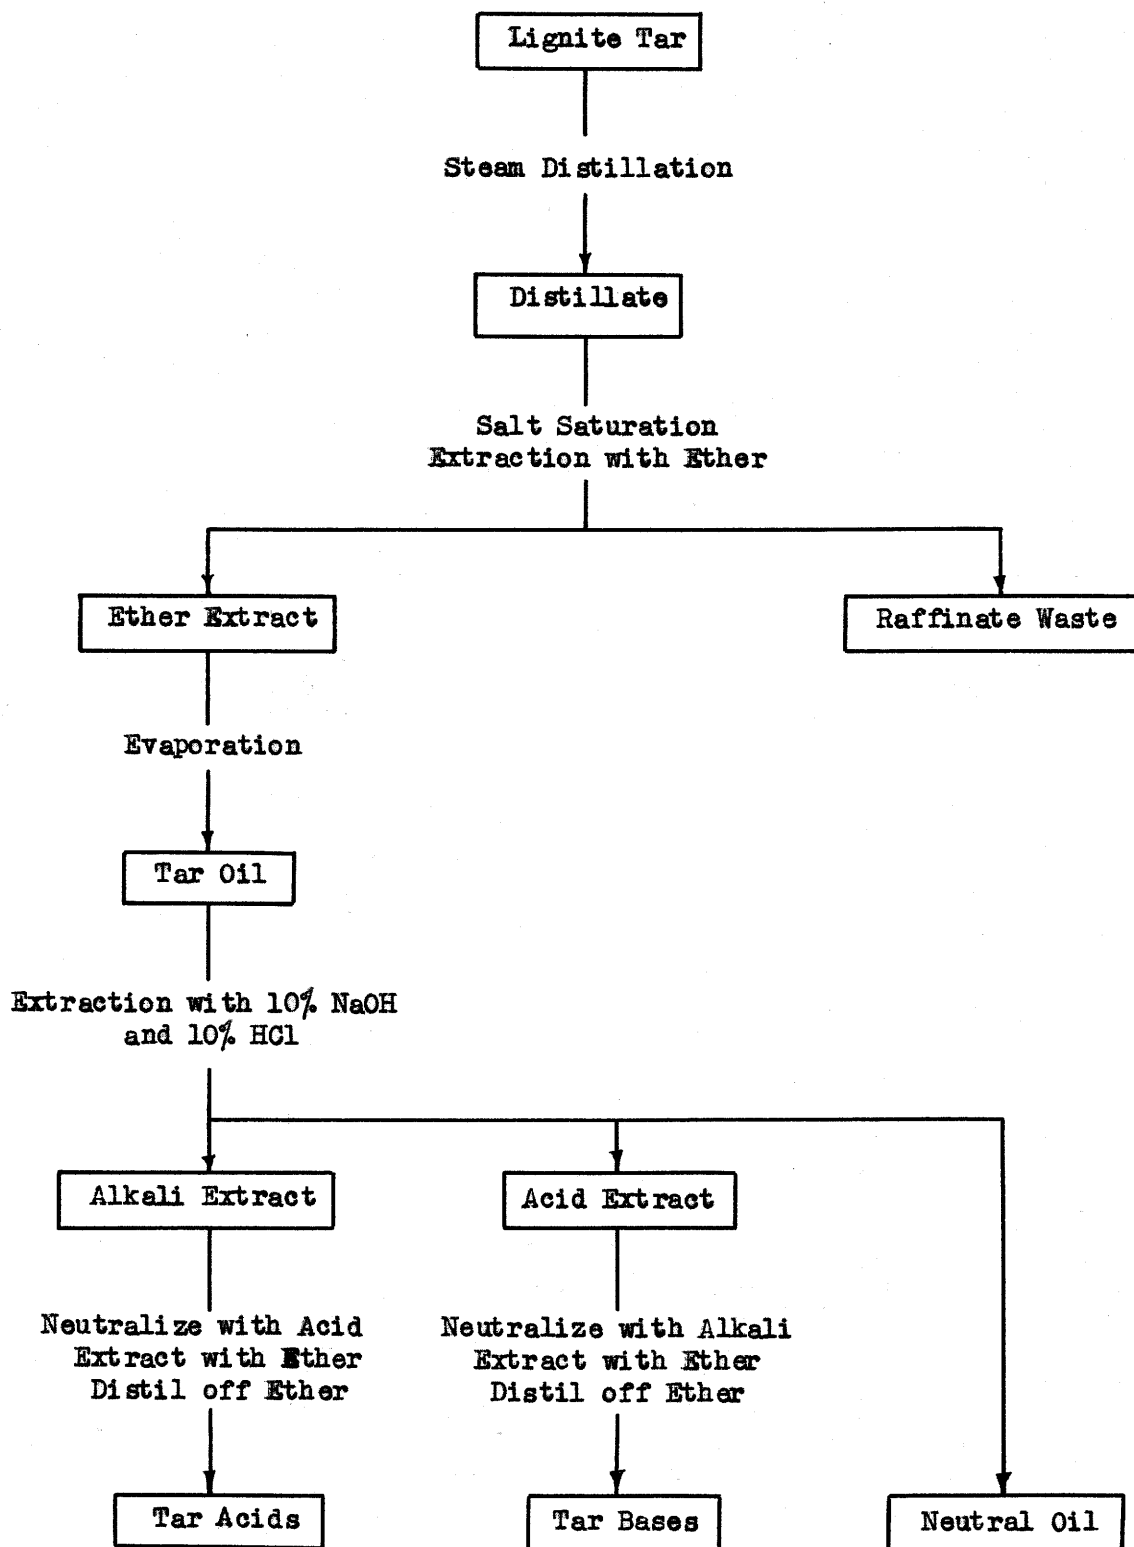 Lignite Tar
Steam Distillation
Distillate
Salt Saturation
Extraction with Ether
Ether Extract
Raffinate Waste
Evaporation
Tar Oil
Extraction with 10% NaOH
and 10% HCl
Alkali Extract
Acid Extract
Neutralize with Acid
Extract with Ether
Distil off Ether
Neutralize with Alkali
Extract with Ether
Distil off Ether
Tar Acids
Tar Bases
Neutral Oil